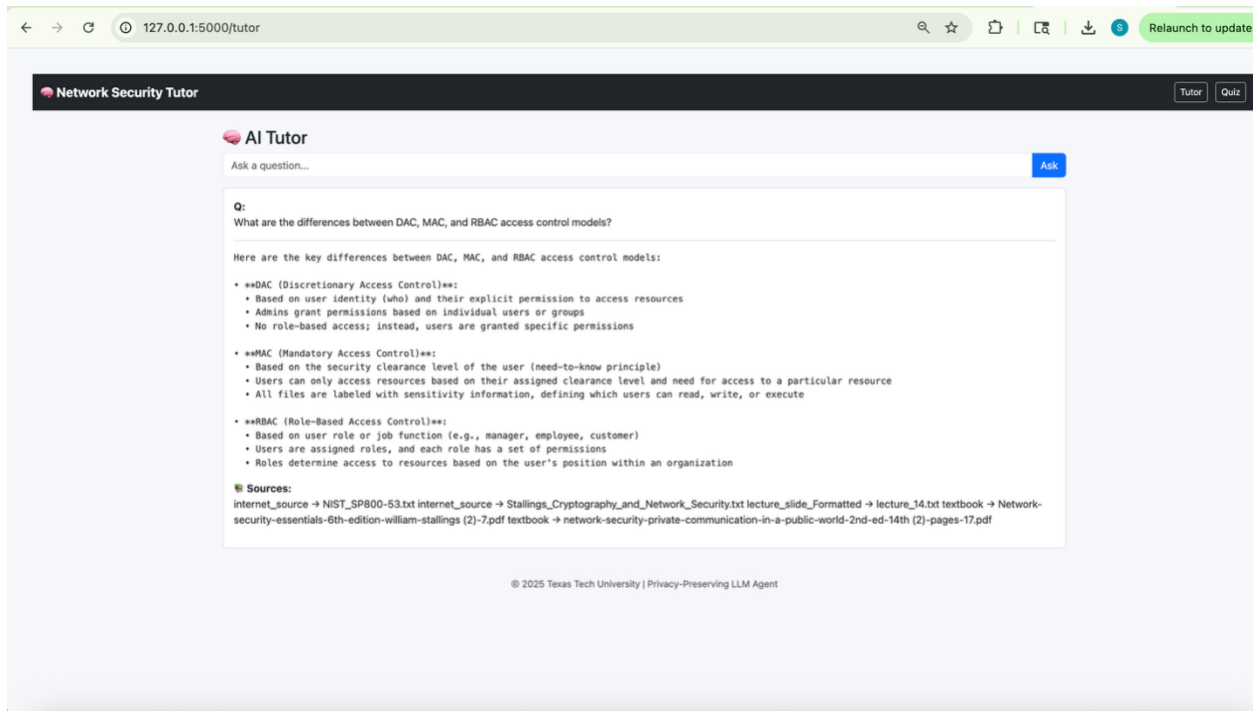 127.0.0.1:5000/tutor
S
Relaunch to update
🧠 Network Security Tutor
Tutor
Quiz
🧠 AI Tutor
Ask a question...
Ask
Q:
What are the differences between DAC, MAC, and RBAC access control models?
Here are the key differences between DAC, MAC, and RBAC access control models:
• **DAC (Discretionary Access Control)**:
• Based on user identity (who) and their explicit permission to access resources
• Admins grant permissions based on individual users or groups
• No role-based access; instead, users are granted specific permissions
• **MAC (Mandatory Access Control)**:
• Based on the security clearance level of the user (need-to-know principle)
• Users can only access resources based on their assigned clearance level and need for access to a particular resource
• All files are labeled with sensitivity information, defining which users can read, write, or execute
• **RBAC (Role-Based Access Control)**:
• Based on user role or job function (e.g., manager, employee, customer)
• Users are assigned roles, and each role has a set of permissions
• Roles determine access to resources based on the user's position within an organization
📚 Sources:
internet_source → NIST_SP800-53.txt internet_source → Stallings_Cryptography_and_Network_Security.txt lecture_slide_Formatted → lecture_14.txt textbook → Network-
security-essentials-6th-edition-william-stallings (2)-7.pdf textbook → network-security-private-communication-in-a-public-world-2nd-ed-14th (2)-pages-17.pdf
© 2025 Texas Tech University | Privacy-Preserving LLM Agent